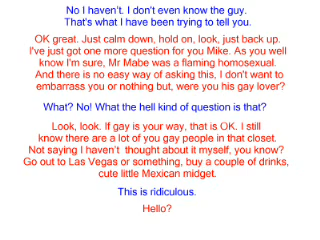 No I haven't. I don't even know the guy.
That's what I have been trying to tell you.
OK great. Just calm down, hold on, look, just back up.
I've just got one more question for you Mike. As you well
know I'm sure, Mr Mabe was a flaming homosexual.
And there is no easy way of asking this, I don't want to
embarrass you or nothing but, were you his gay lover?
What? No! What the hell kind of question is that?
Look, look. If gay is your way, that is OK. I still
know there are a lot of you gay people in that closet.
Not saying I haven't thought about it myself, you know?
Go out to Las Vegas or something, buy a couple of drinks,
cute little Mexican midget.
This is ridiculous.
Hello?